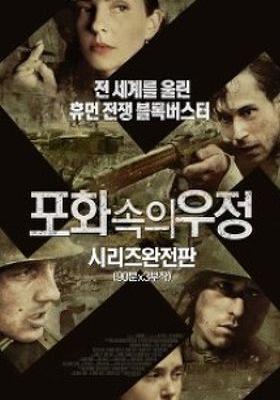 전 세계를 울린
휴먼 전쟁 블록버스터
포화 속의 우정
시리즈완전판
(90분x3부작)